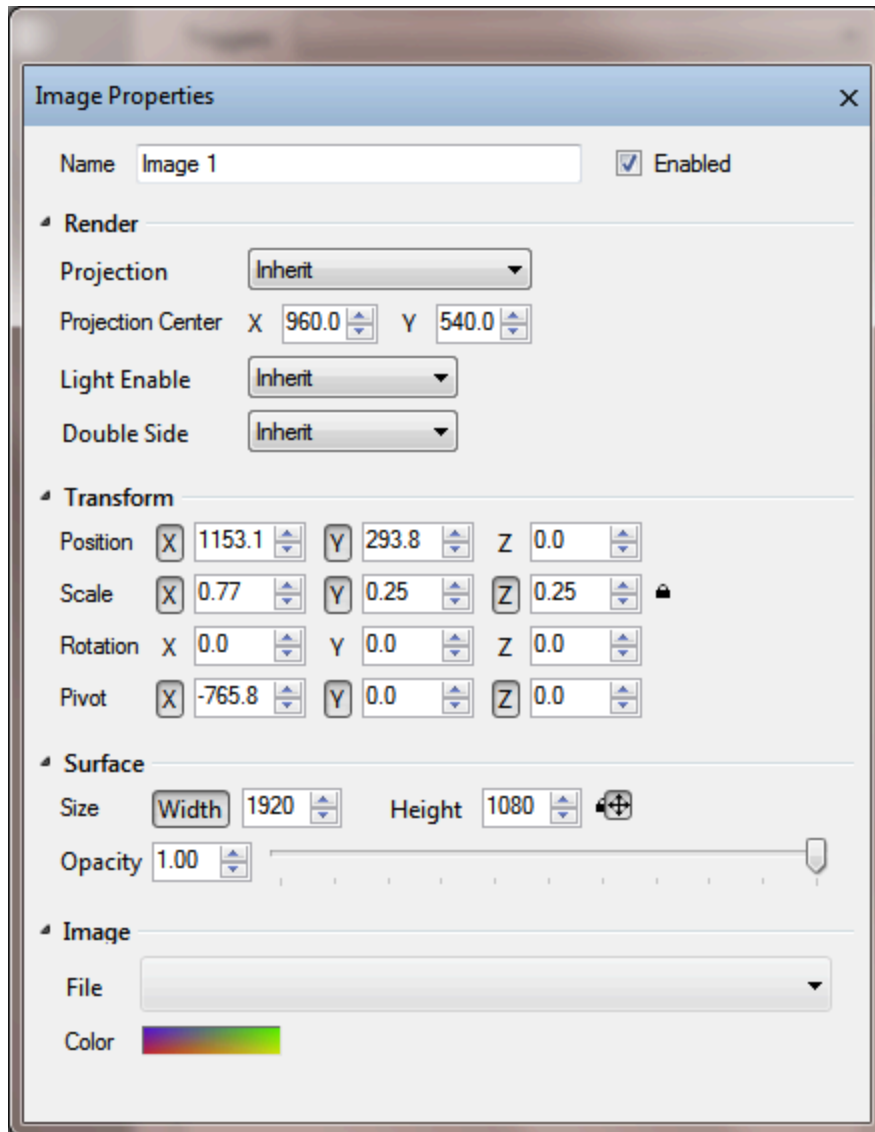 Image Properties
Name Image 1 Enabled
Render
Projection Inherit
Projection Center X 960.0 Y 540.0
Light Enable Inherit
Double Side Inherit
Transform
Position X 1153.1 Y 293.8 Z 0.0
Scale X 0.77 Y 0.25 Z 0.25
Rotation X 0.0 Y 0.0 Z 0.0
Pivot X -765.8 Y 0.0 Z 0.0
Surface
Size Width 1920 Height 1080
Opacity 1.00
Image
File
Color